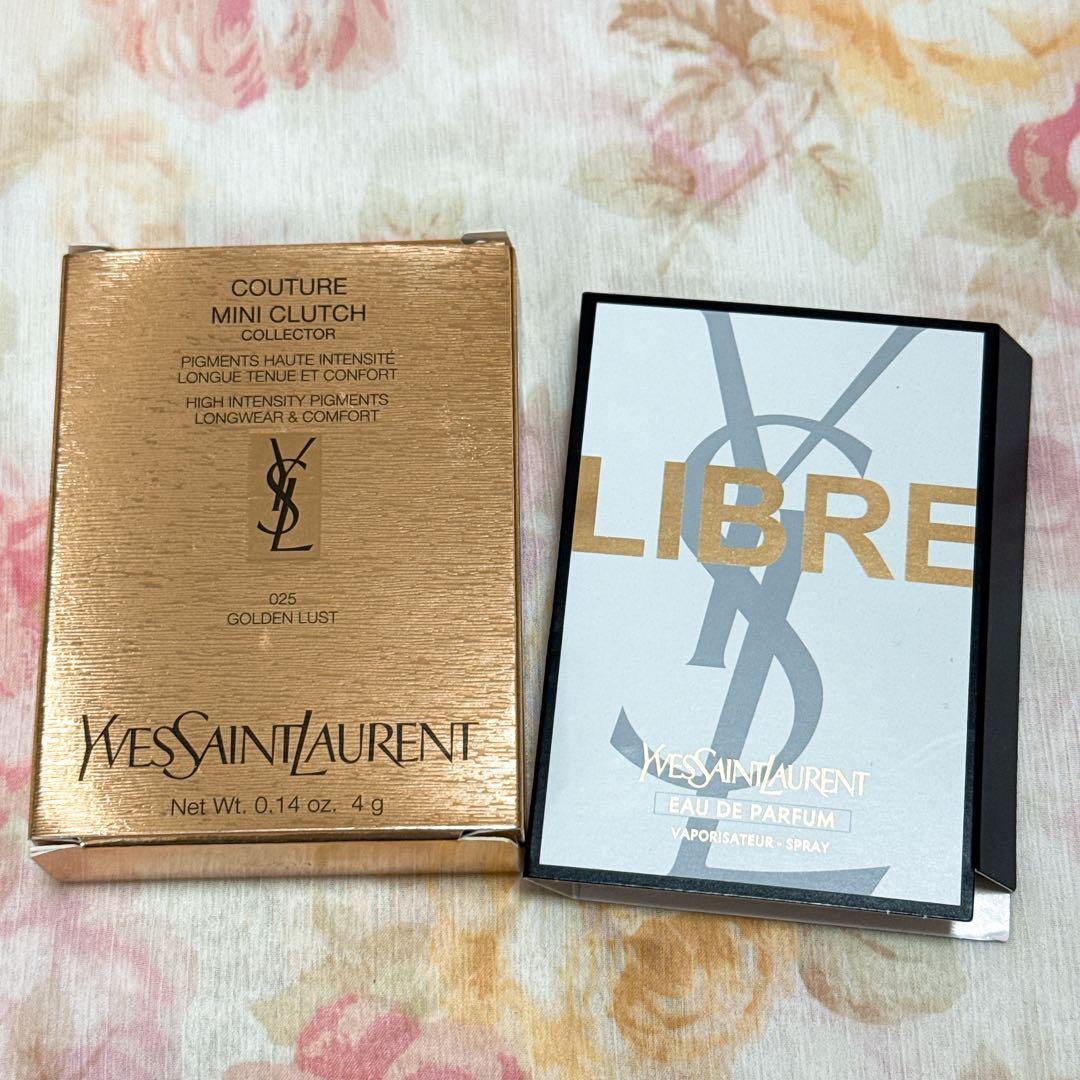 COUTURE
MINI CLUTCH
COLLECTOR
PIGMENTS HAUTE INTENSITÉ
LONGUE TENUE ET CONFORT
HIGH INTENSITY PIGMENTS
LONGWEAR & COMFORT
YSL
025
GOLDEN LUST
YVESSAINTLAURENT
Net Wt. 0.14 oz. 4 g
YSL
LIBRE
YVESSAINTLAURENT
EAU DE PARFUM
VAPORISATEUR - SPRAY